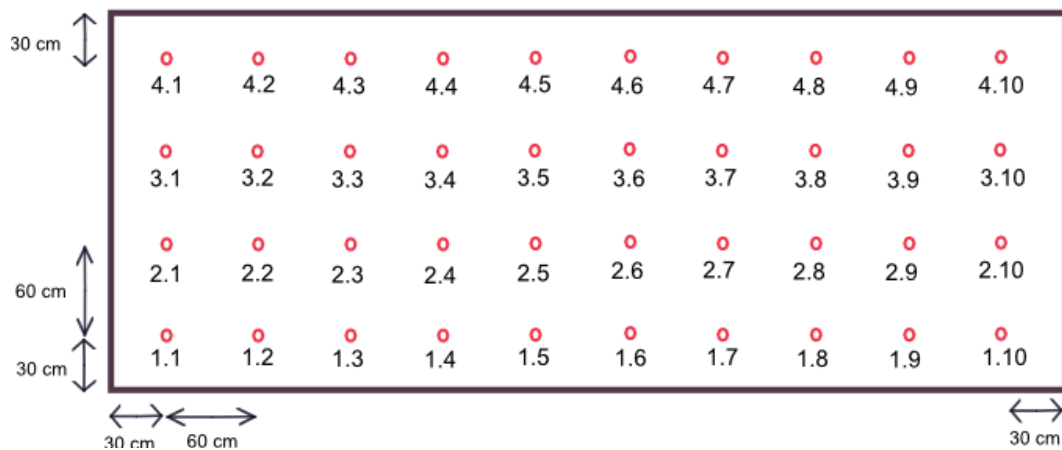 30 cm
4.1 4.2 4.3 4.4 4.5 4.6 4.7 4.8 4.9 4.10
3.1 3.2 3.3 3.4 3.5 3.6 3.7 3.8 3.9 3.10
2.1 2.2 2.3 2.4 2.5 2.6 2.7 2.8 2.9 2.10
60 cm
1.1 1.2 1.3 1.4 1.5 1.6 1.7 1.8 1.9 1.10
30 cm
30 cm 60 cm 30 cm